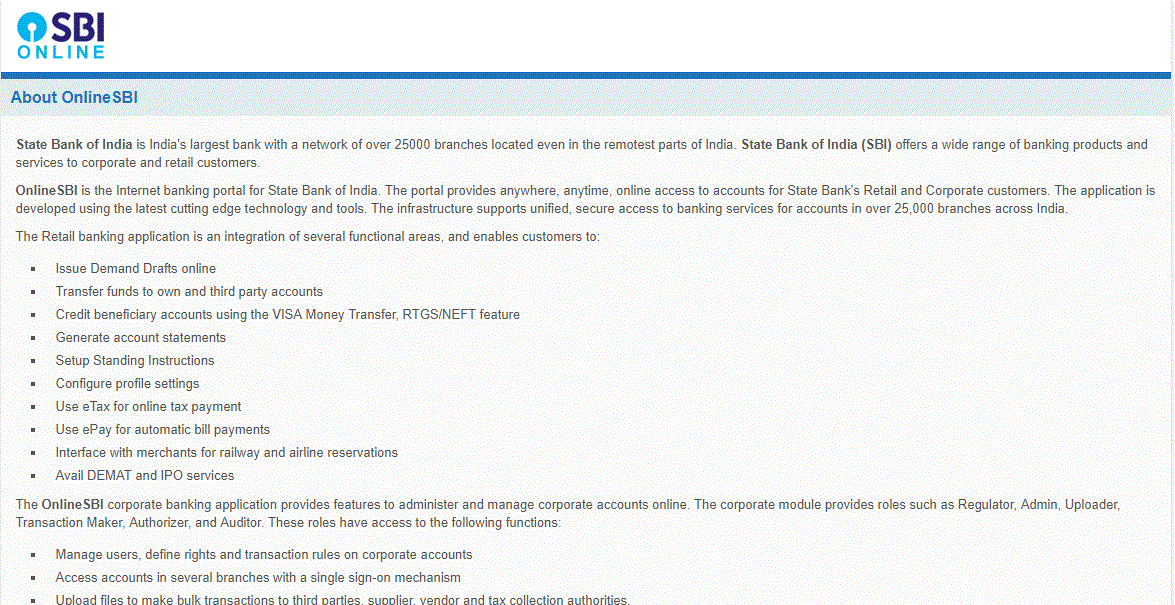 SBI
ONLINE
About OnlineSBI
State Bank of India is India's largest bank with a network of over 25000 branches located even in the remotest parts of India. State Bank of India (SBI) offers a wide range of banking products and
services to corporate and retail customers.
OnlineSBI is the Internet banking portal for State Bank of India. The portal provides anywhere, anytime, online access to accounts for State Bank's Retail and Corporate customers. The application is
developed using the latest cutting edge technology and tools. The infrastructure supports unified, secure access to banking services for accounts in over 25,000 branches across India.
The Retail banking application is an integration of several functional areas, and enables customers to:
Issue Demand Drafts online
Transfer funds to own and third party accounts
Credit beneficiary accounts using the VISA Money Transfer, RTGS/NEFT feature
Generate account statements
Setup Standing Instructions
Configure profile settings
Use eTax for online tax payment
Use ePay for automatic bill payments
Interface with merchants for railway and airline reservations
Avail DEMAT and IPO services
The OnlineSBI corporate banking application provides features to administer and manage corporate accounts online. The corporate module provides roles such as Regulator, Admin, Uploader,
Transaction Maker, Authorizer, and Auditor. These roles have access to the following functions:
Manage users, define rights and transaction rules on corporate accounts
Access accounts in several branches with a single sign-on mechanism
Upload files to make bulk transactions to third parties, supplier, vendor and tax collection authorities.